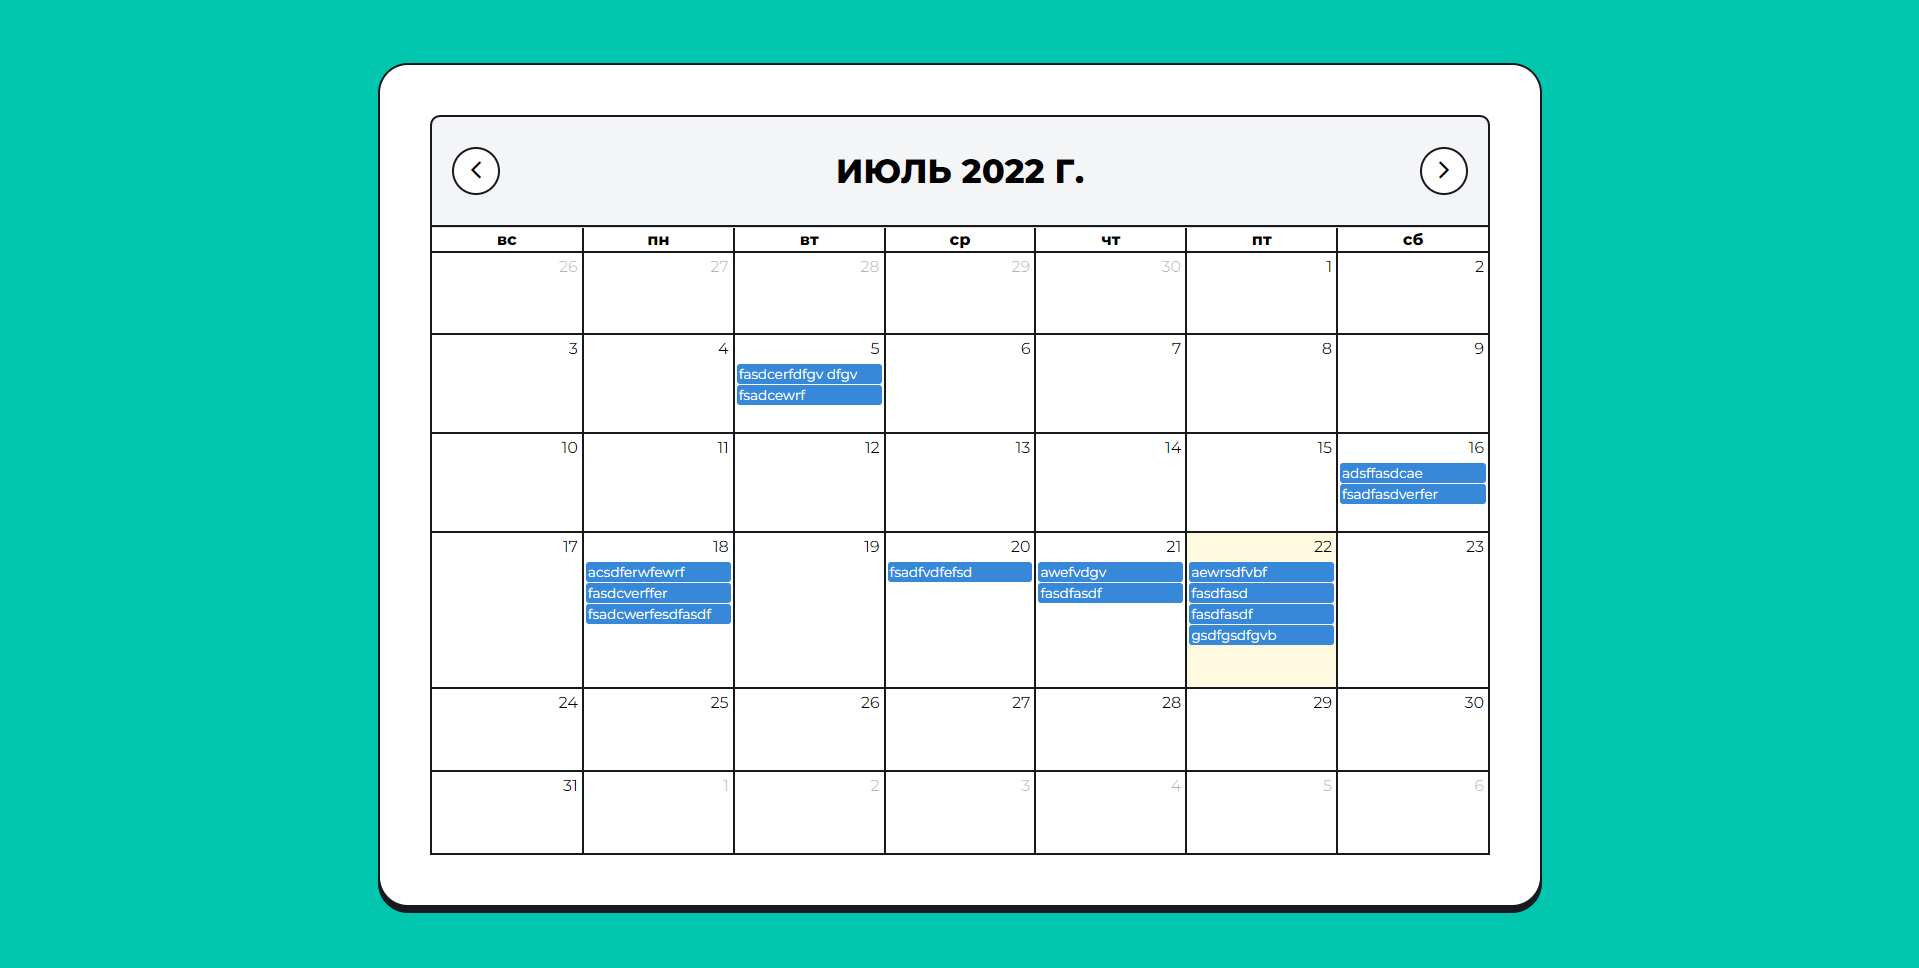 ИЮЛЬ 2022 Г.
вс пн вт ср чт пт сб
26 27 28 29 30 1 2
3 4 5 6 7 8 9
fasdcerfdfgv dfgv
fsadcewrf
10 11 12 13 14 15 16
adsffasdcae
fsadfasdverfer
17 18 19 20 21 22 23
acsdferwfewrf fsadfvdfefsd awefvdgv aewrsdfvbf
fasdcverffer fasdfasdf fasdfasd
fsadcwerfesdfasdf fasdfasdf
gsdfgsdfgvb
24 25 26 27 28 29 30
31 1 2 3 4 5 6